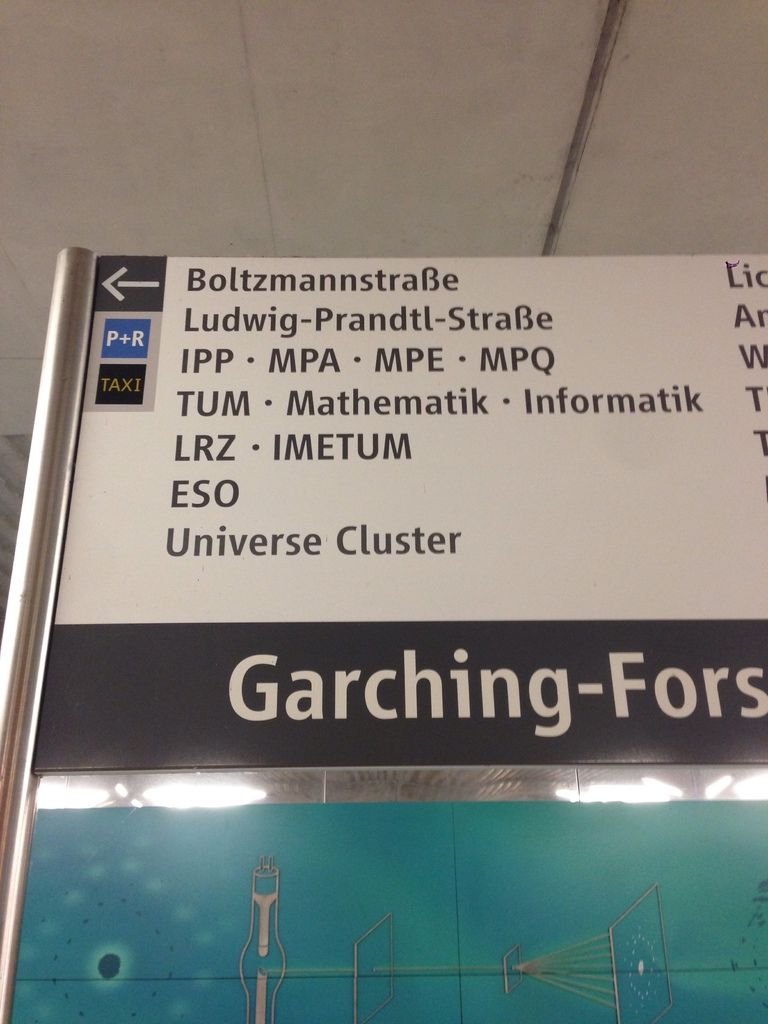 Boltzmannstraße
Ludwig-Prandtl-Straße
P+R
IPP · MPA · MPE · MPQ
TAXI
TUM · Mathematik · Informatik
LRZ · IMETUM
ESO
Universe Cluster
Garching-Fors